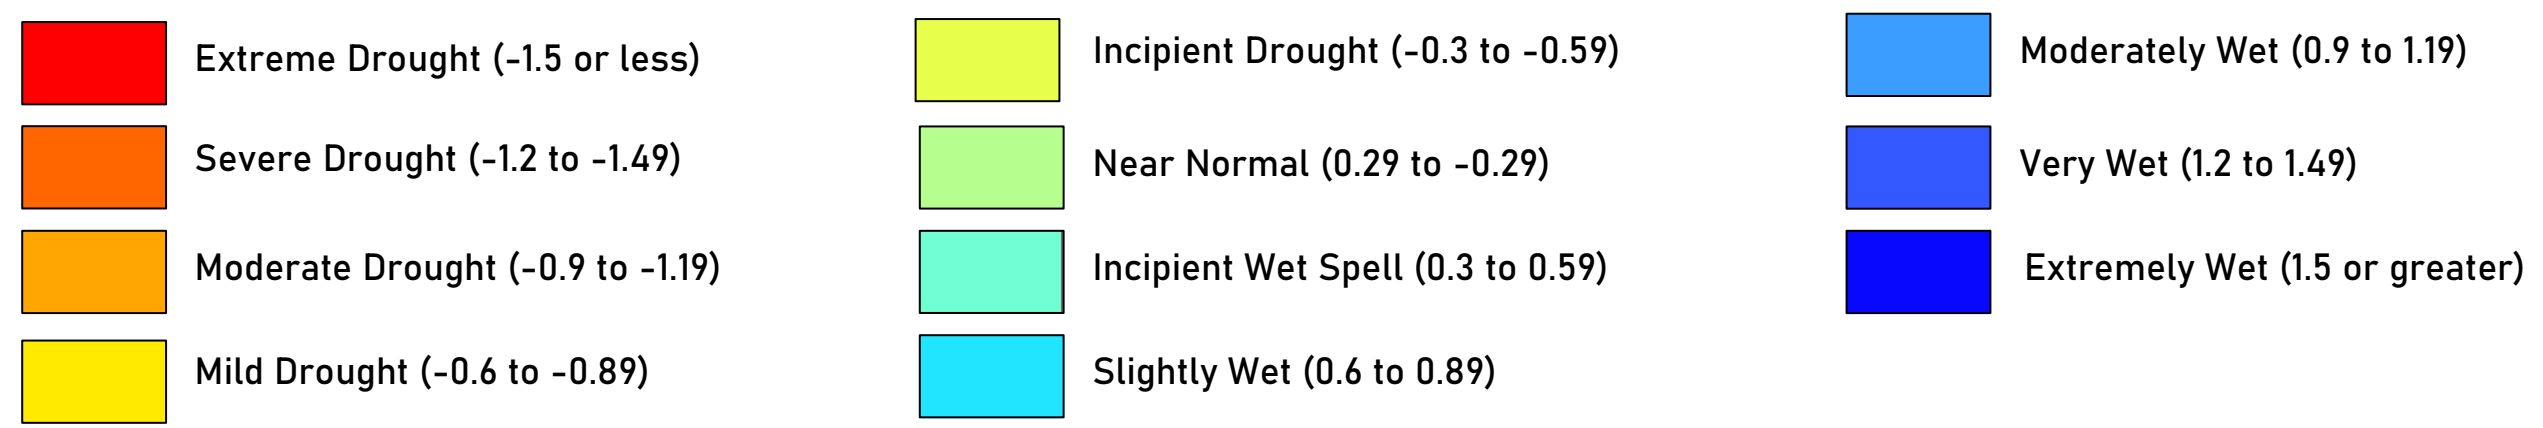 Extreme Drought (-1.5 or less)
Severe Drought (-1.2 to -1.49)
Moderate Drought (-0.9 to -1.19)
Mild Drought (-0.6 to -0.89)
Incipient Drought (-0.3 to -0.59)
Near Normal (0.29 to -0.29)
Incipient Wet Spell (0.3 to 0.59)
Slightly Wet (0.6 to 0.89)
Moderately Wet (0.9 to 1.19)
Very Wet (1.2 to 1.49)
Extremely Wet (1.5 or greater)